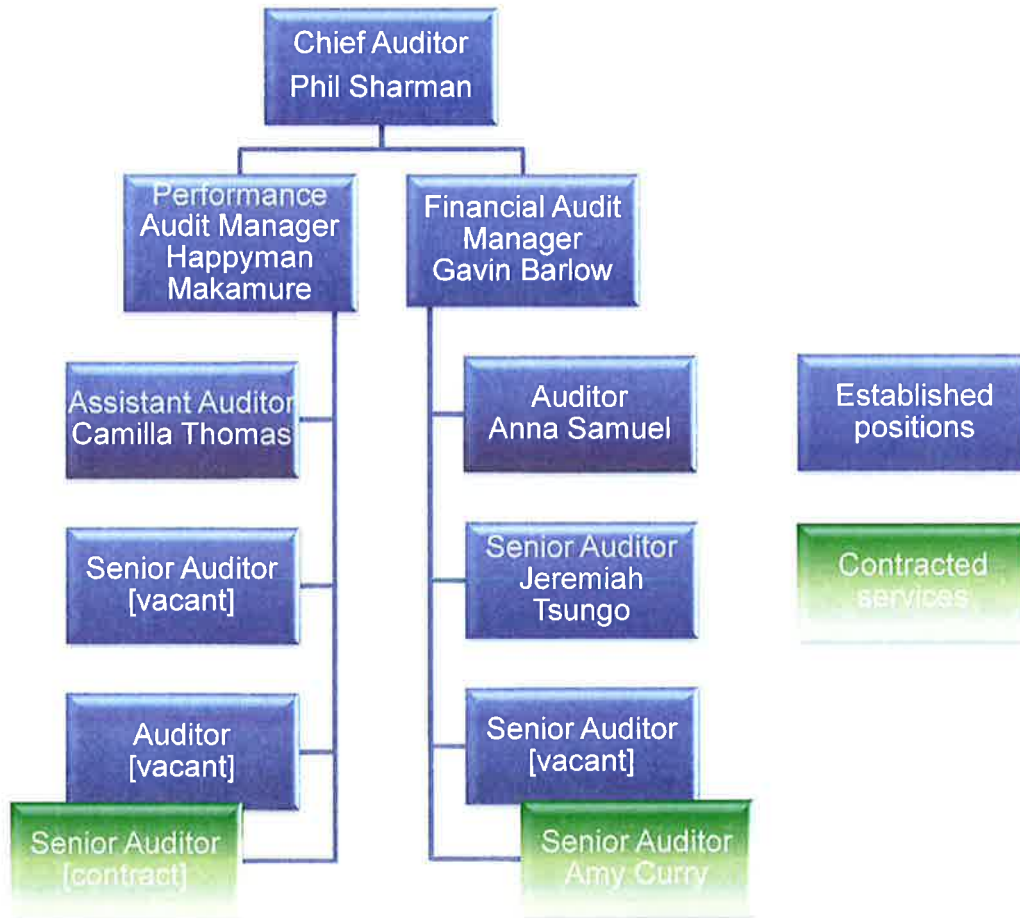 Chief Auditor
Phil Sharman
Performance
Audit Manager
Happyman
Makamure
Financial Audit
Manager
Gavin Barlow
Assistant Auditor
Camilla Thomas
Auditor
Anna Samuel
Established
positions
Senior Auditor
[vacant]
Senior Auditor
Jeremiah
Tsungo
Contracted
services
Auditor
[vacant]
Senior Auditor
[vacant]
Senior Auditor
[contract]
Senior Auditor
Amy Curry